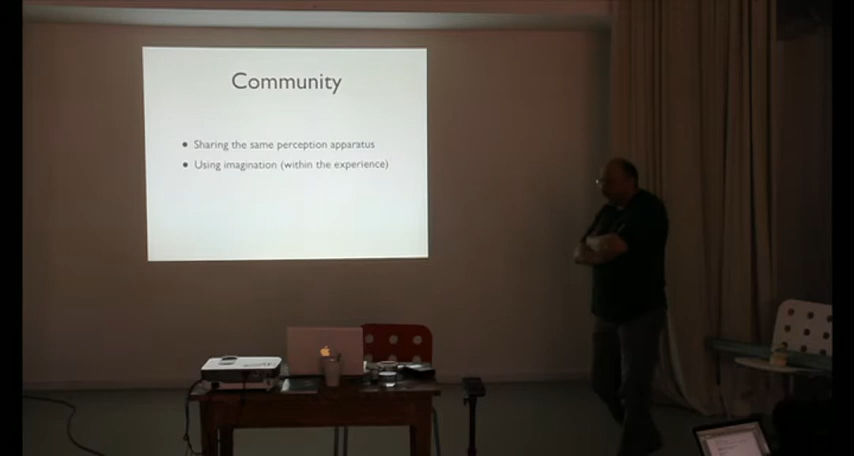 Community
• Sharing the same perception apparatus
• Using imagination (within the experience)